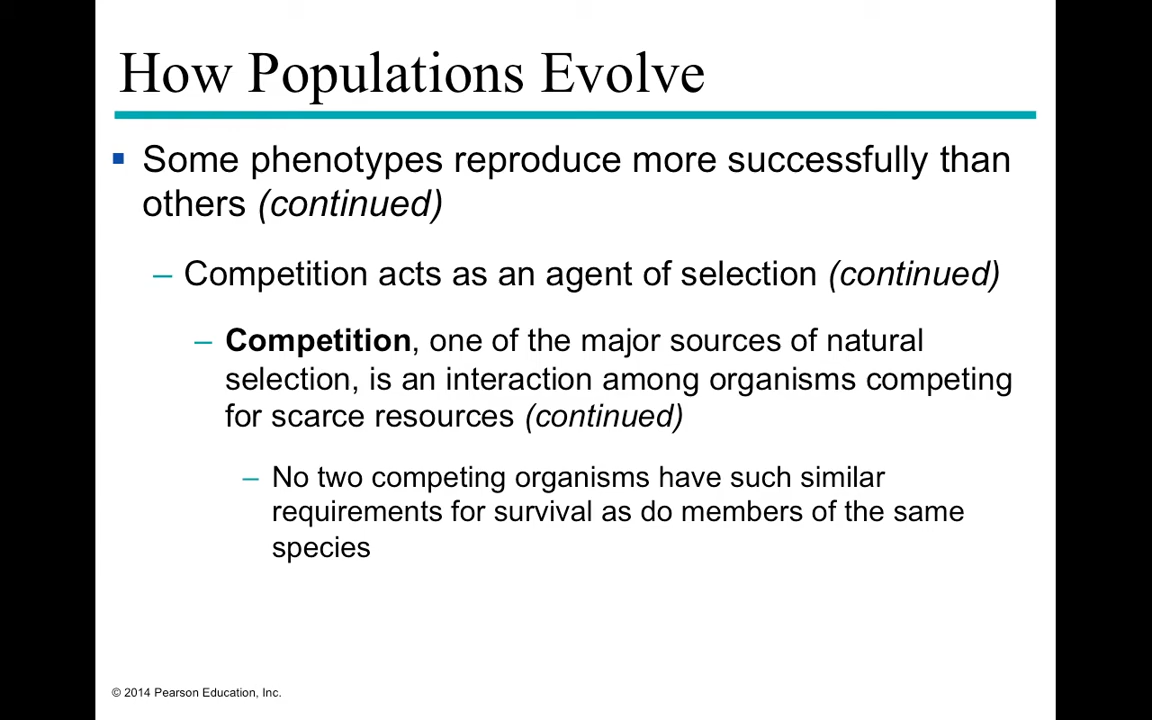 How Populations Evolve
▪ Some phenotypes reproduce more successfully than
others (continued)
– Competition acts as an agent of selection (continued)
– Competition, one of the major sources of natural
selection, is an interaction among organisms competing
for scarce resources (continued)
– No two competing organisms have such similar
requirements for survival as do members of the same
species
© 2014 Pearson Education, Inc.